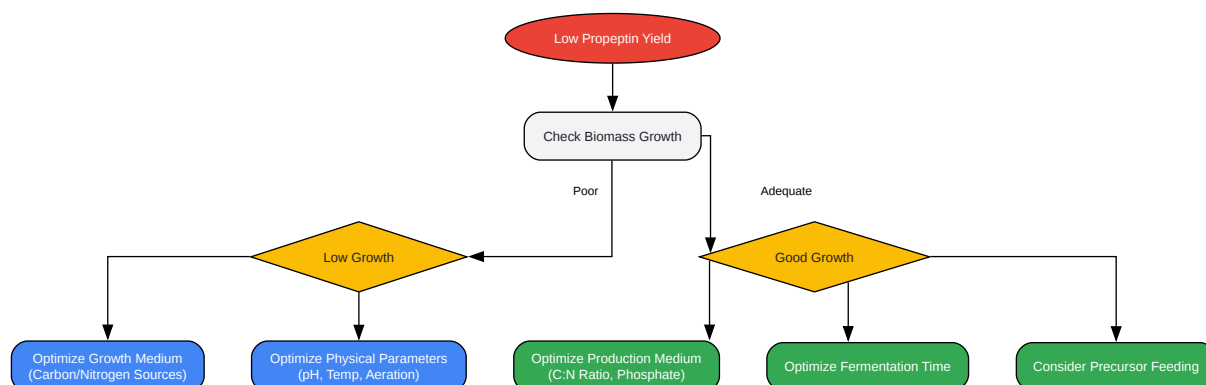 Low Propeptin Yield
Check Biomass Growth
Poor
Adequate
Low Growth
Good Growth
Optimize Growth Medium
(Carbon/Nitrogen Sources)
Optimize Physical Parameters
(pH, Temp, Aeration)
Optimize Production Medium
(C:N Ratio, Phosphate)
Optimize Fermentation Time
Consider Precursor Feeding